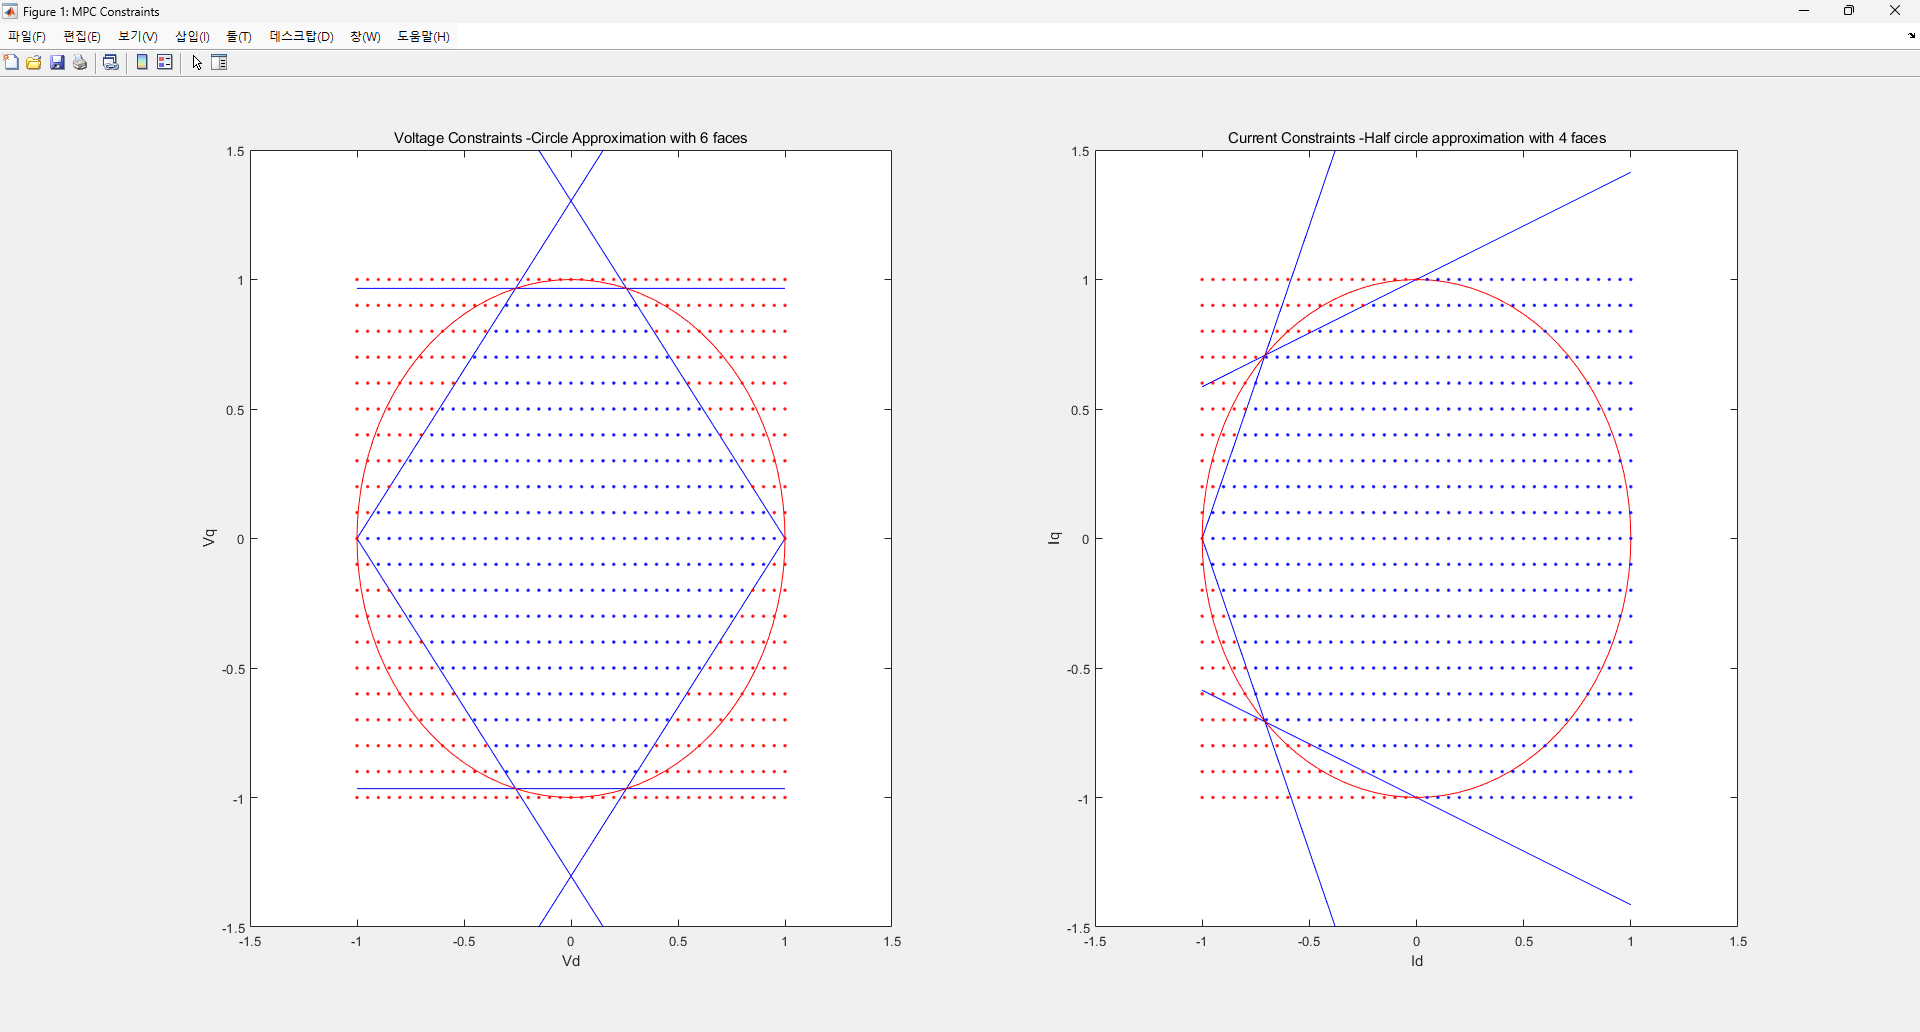 Figure 1: MPC Constraints
파일(F) 편집(E) 보기(V) 삽입(I) 툴(T) 데스크탑(D) 창(W) 도움말(H)
Voltage Constraints -Circle Approximation with 6 faces
1.5
1
0.5
0
-0.5
-1
-1.5
Vq
-1.5 -1 -0.5 0 0.5 1 1.5
Vd
Current Constraints -Half circle approximation with 4 faces
1.5
1
0.5
0
-0.5
-1
-1.5
Iq
-1.5 -1 -0.5 0 0.5 1 1.5
Id